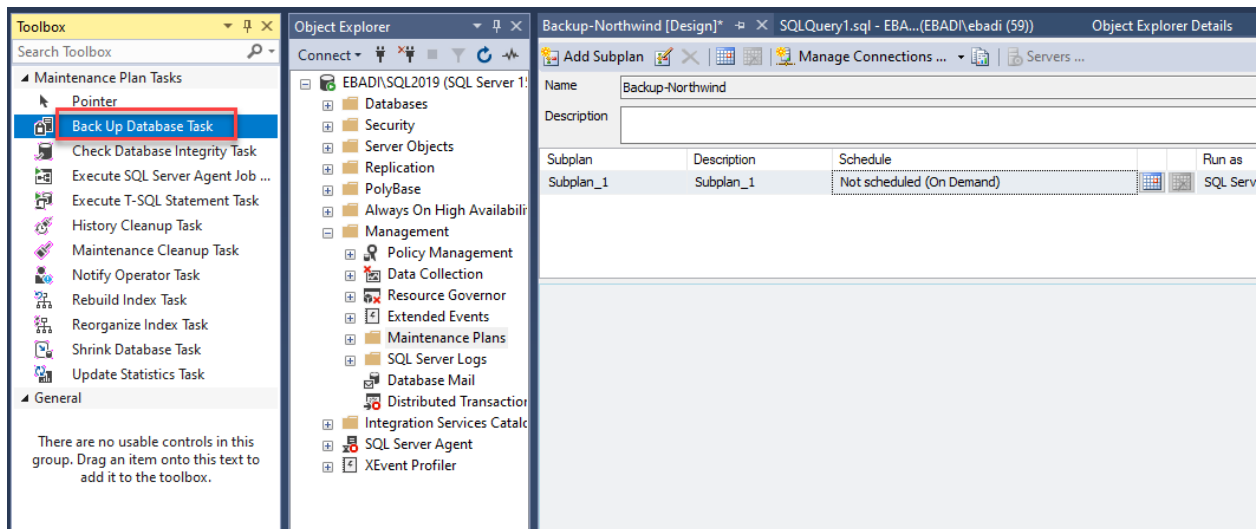 Toolbox
Search Toolbox
Maintenance Plan Tasks
Pointer
Back Up Database Task
Check Database Integrity Task
Execute SQL Server Agent Job ...
Execute T-SQL Statement Task
History Cleanup Task
Maintenance Cleanup Task
Notify Operator Task
Rebuild Index Task
Reorganize Index Task
Shrink Database Task
Update Statistics Task
General
There are no usable controls in this
group. Drag an item onto this text to
add it to the toolbox.
Object Explorer
Connect
EBADI\SQL2019 (SQL Server 1
Databases
Security
Server Objects
Replication
PolyBase
Always On High Availabili
Management
Policy Management
Data Collection
Resource Governor
Extended Events
Maintenance Plans
SQL Server Logs
Database Mail
Distributed Transaction
Integration Services Catalo
SQL Server Agent
XEvent Profiler
Backup-Northwind [Design]* SQLQuery1.sql - EBA...(EBADI\ebadi (59)) Object Explorer Details
Add Subplan Manage Connections ... Servers ...
Name Backup-Northwind
Description
Subplan Description Schedule Run as
Subplan_1 Subplan_1 Not scheduled (On Demand) SQL Serv